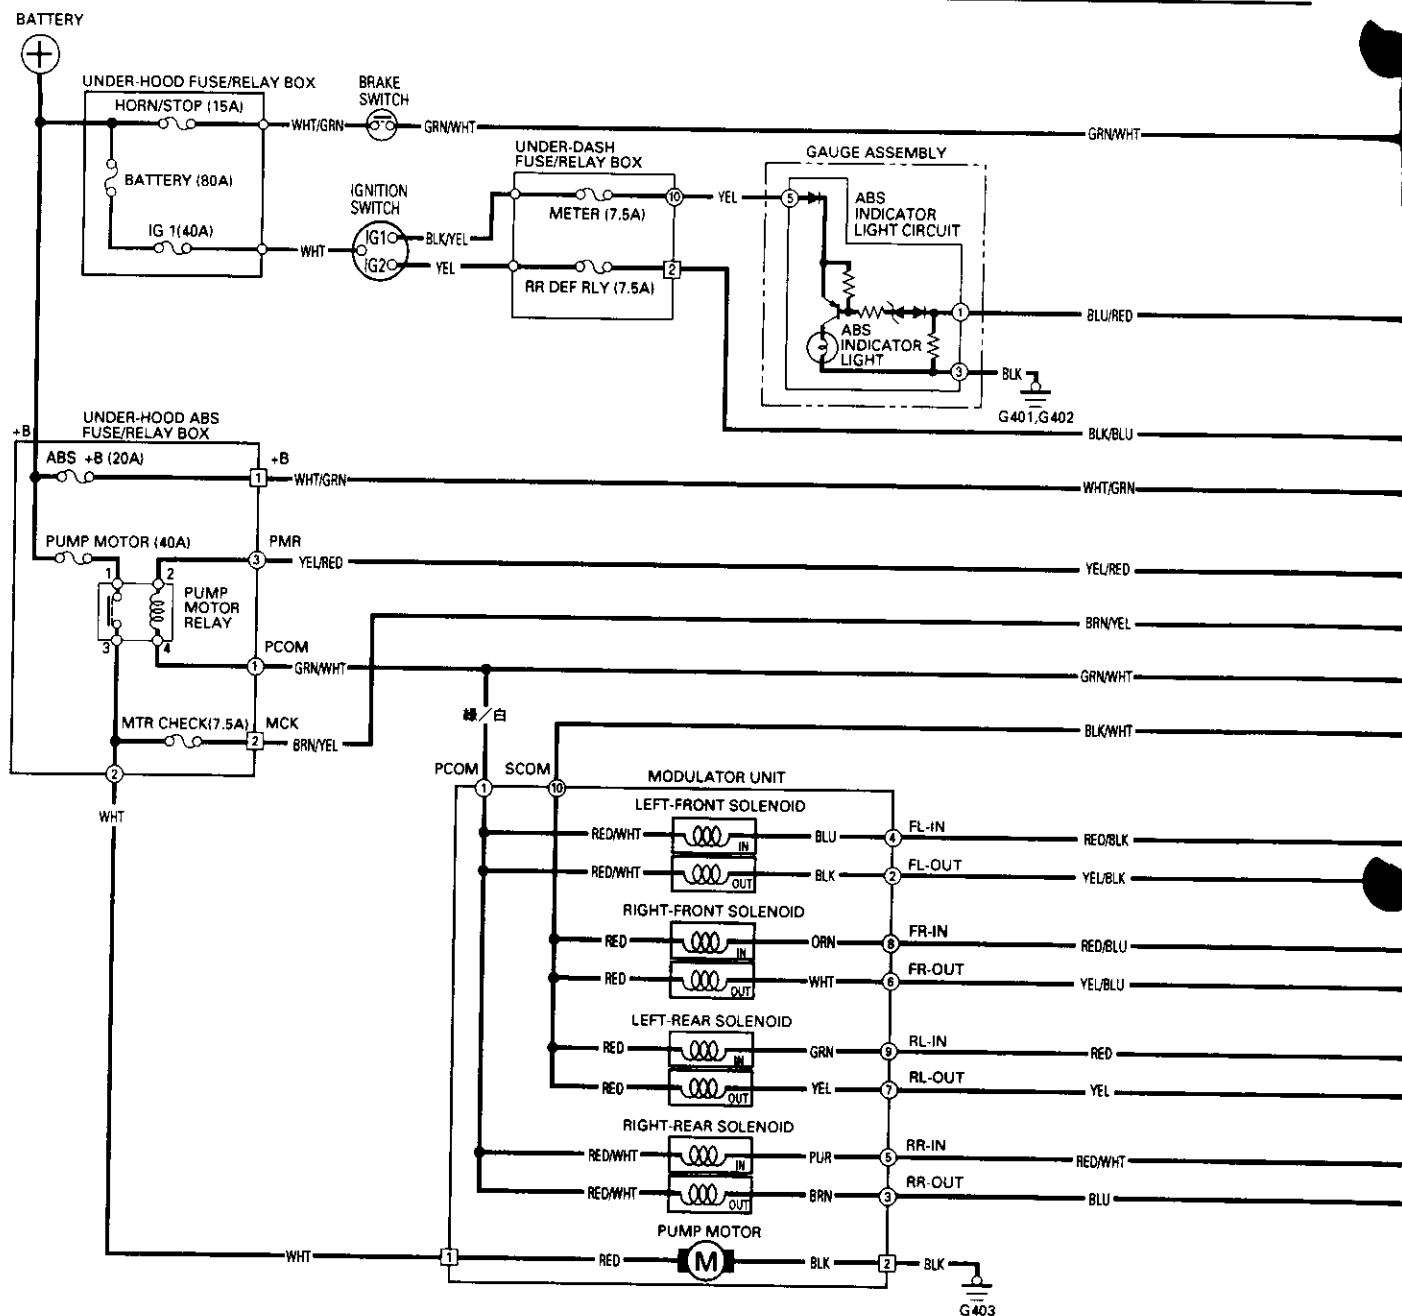 BATTERY
UNDER-HOOD FUSE/RELAY BOX
HORN/STOP (15A)
BRAKE
SWITCH
WHT/GRN
GRN/WHT
GRN/WHT
BATTERY (80A)
IG 1(40A)
WHT
IGNITION
SWITCH
IG1
IG2
BLK/YEL
YEL
UNDER-DASH
FUSE/RELAY BOX
METER (7.5A)
10
RR DEF RLY (7.5A)
2
YEL
GAUGE ASSEMBLY
5
ABS
INDICATOR
LIGHT CIRCUIT
ABS
INDICATOR
LIGHT
1
BLU/RED
3
BLK
G401,G402
BLK/BLU
UNDER-HOOD ABS
FUSE/RELAY BOX
+B
ABS +B (20A)
+B
1
WHT/GRN
WHT/GRN
PUMP MOTOR (40A)
PMR
3
YEL/RED
YEL/RED
1
2
PUMP
MOTOR
RELAY
3
4
BRN/YEL
PCOM
1
GRN/WHT
GRN/WHT
緑/白
MTR CHECK(7.5A)
MCK
2
BRN/YEL
BLK/WHT
2
WHT
PCOM
SCOM
1
10
MODULATOR UNIT
LEFT-FRONT SOLENOID
RED/WHT
IN
BLU
4
FL-IN
RED/BLK
RED/WHT
OUT
BLK
2
FL-OUT
YEL/BLK
RIGHT-FRONT SOLENOID
RED
IN
ORN
8
FR-IN
RED/BLU
RED
OUT
WHT
6
FR-OUT
YEL/BLU
LEFT-REAR SOLENOID
RED
IN
GRN
9
RL-IN
RED
RED
OUT
YEL
7
RL-OUT
YEL
RIGHT-REAR SOLENOID
RED/WHT
IN
PUR
5
RR-IN
RED/WHT
RED/WHT
OUT
BRN
3
RR-OUT
BLU
PUMP MOTOR
WHT
1
RED
M
BLK
2
BLK
G403